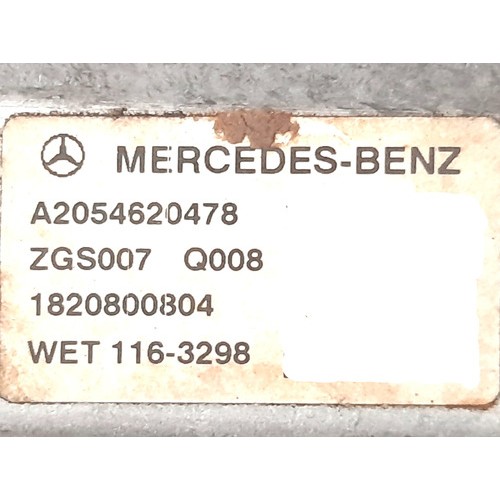 MERCEDES-BENZ
A2054620478
ZGS007 Q008
1820800804
WET 116-3298